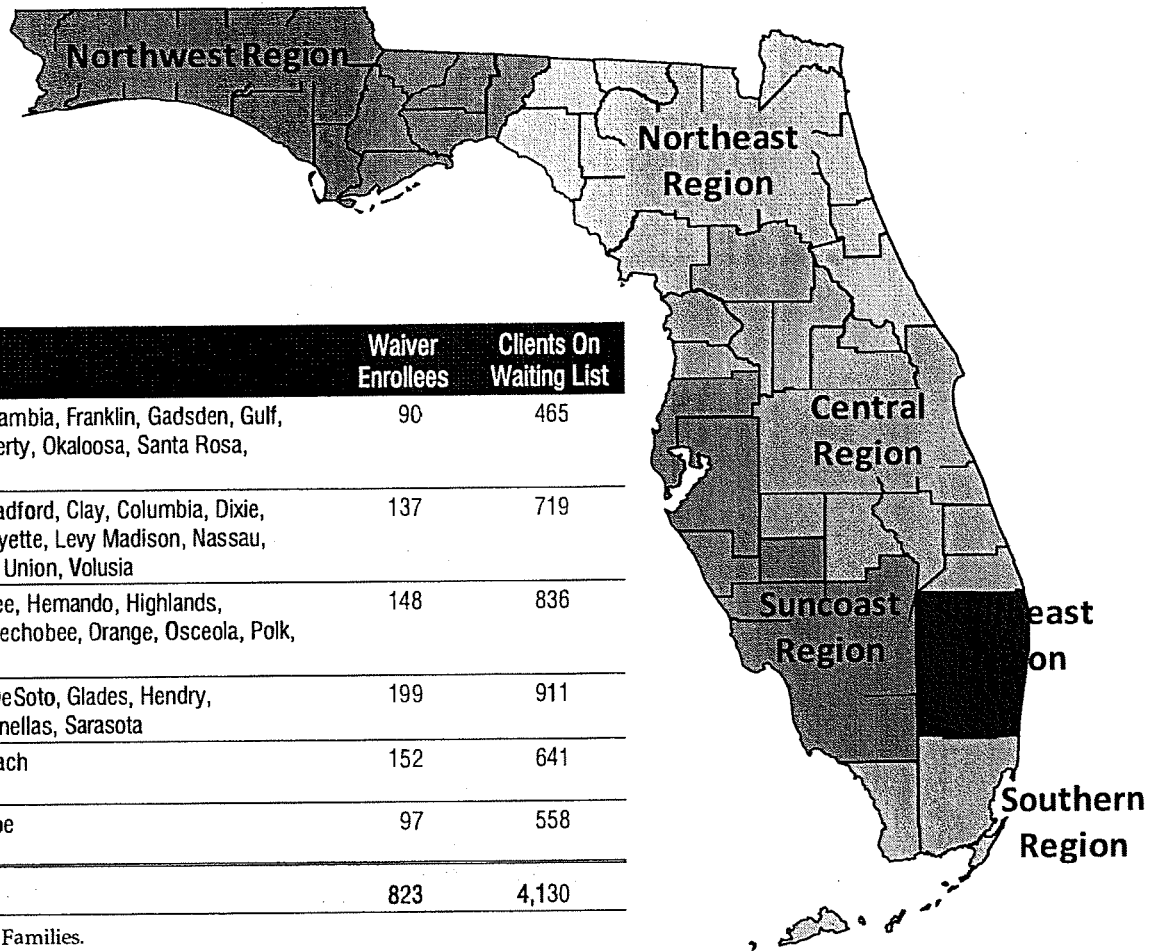 Northwest Region
Northeast
Region
Central
Region
Suncoast
Region
east
on
Southern
Region
Waiver
Enrollees
Clients On
Waiting List
ambia, Franklin, Gadsden, Gulf,
erty, Okaloosa, Santa Rosa,
90 465
adford, Clay, Columbia, Dixie,
yette, Levy Madison, Nassau,
Union, Volusia
137 719
ee, Hernando, Highlands,
eechobee, Orange, Osceola, Polk,
148 836
eSoto, Glades, Hendry,
nellas, Sarasota
199 911
ach
152 641
oe
97 558
823 4,130
Families.